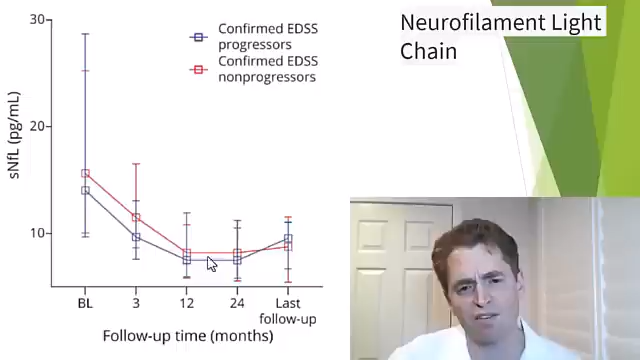 Neurofilament Light
Chain
Confirmed EDSS
progressors
Confirmed EDSS
nonprogressors
sNfL (pg/mL)
30
20
10
BL
3
12
24
Last
follow-up
Follow-up time (months)